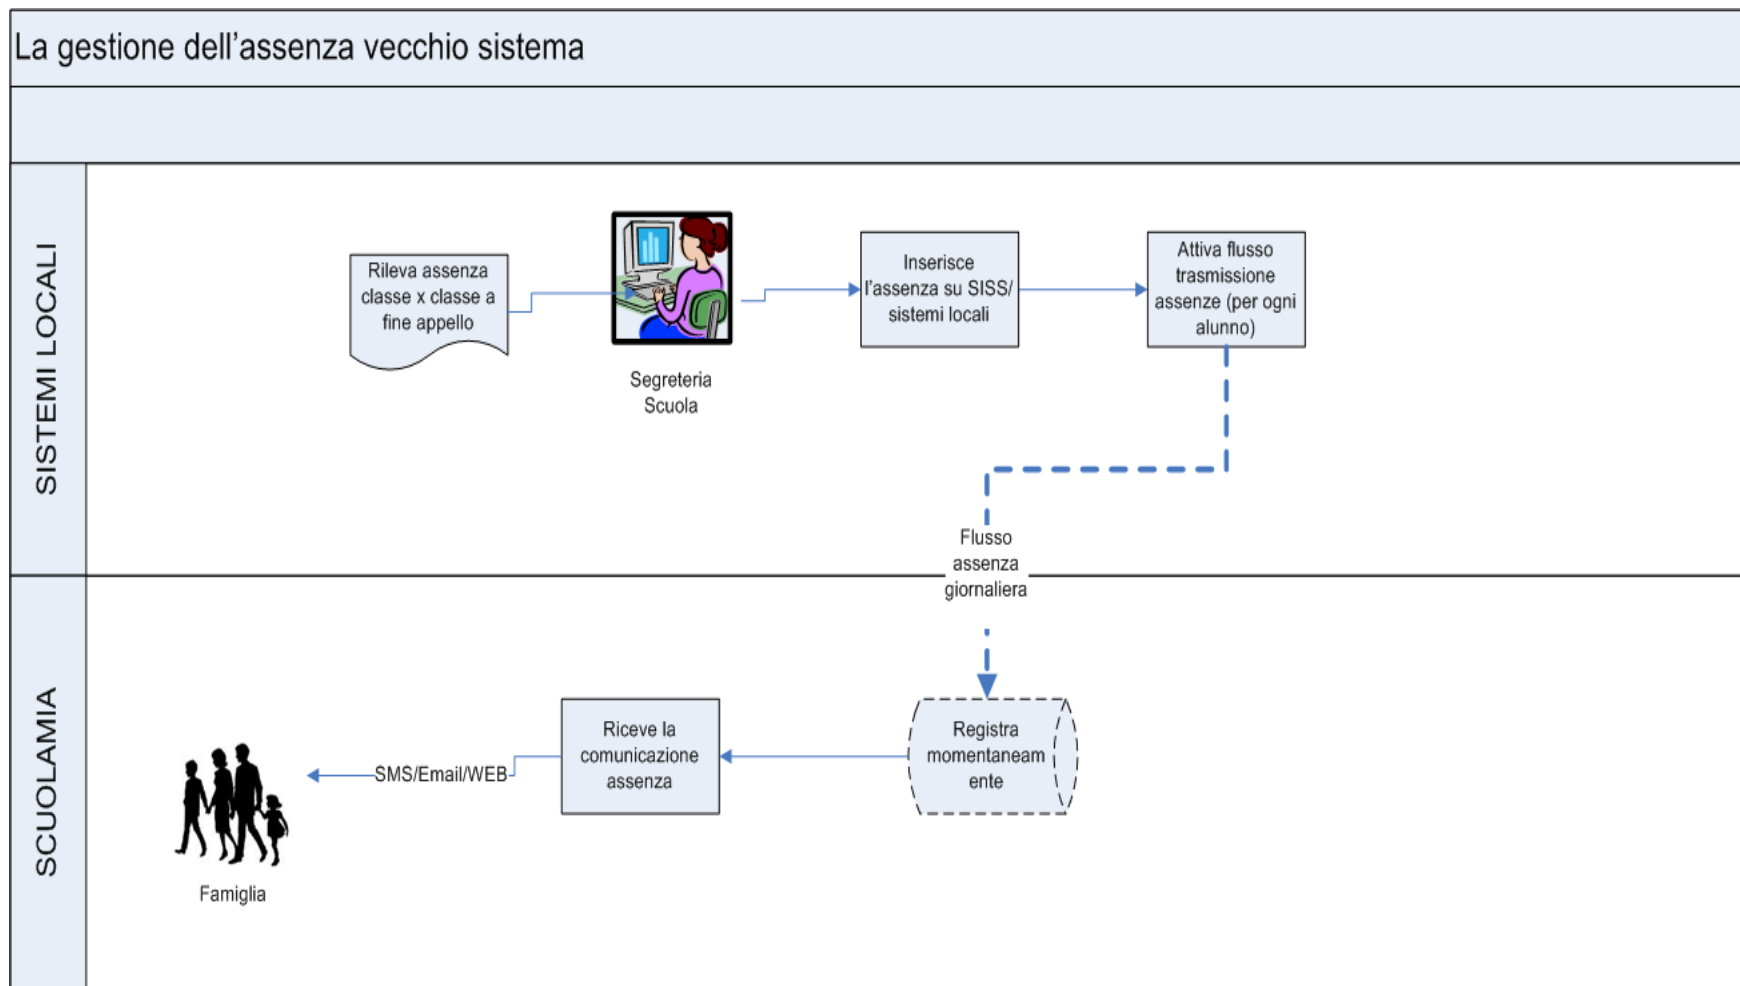 La gestione dell'assenza vecchio sistema
SISTEMI LOCALI
Rileva assenza
classe x classe a
fine appello
Segreteria
Scuola
Inserisce
l'assenza su SISS/
sistemi locali
Attiva flusso
trasmissione
assenze (per ogni
alunno)
Flusso
assenza
giornaliera
SCUOLAMIA
Registra
momentaneam
ente
Riceve la
comunicazione
assenza
SMS/Email/WEB
Famiglia